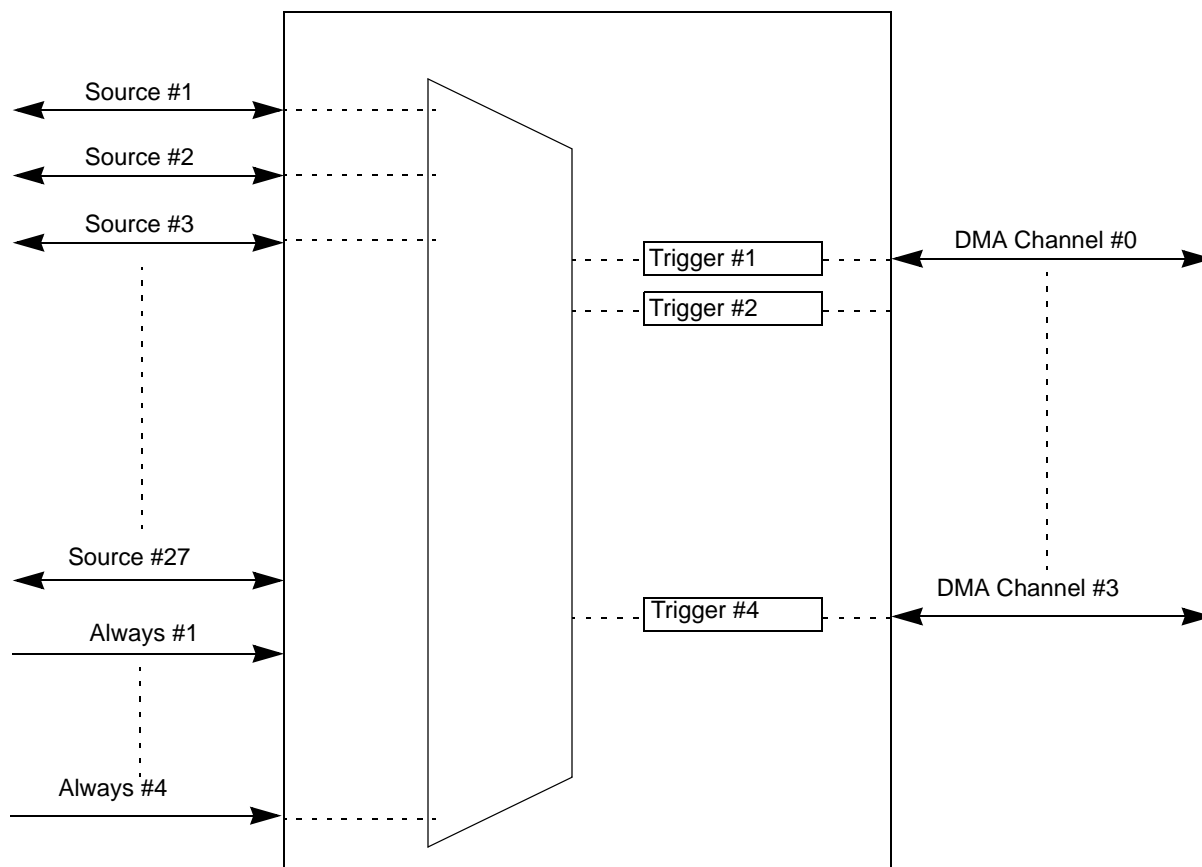 Source #1
Source #2
Source #3
Source #27
Always #1
Always #4
Trigger #1
Trigger #2
Trigger #4
DMA Channel #0
DMA Channel #3